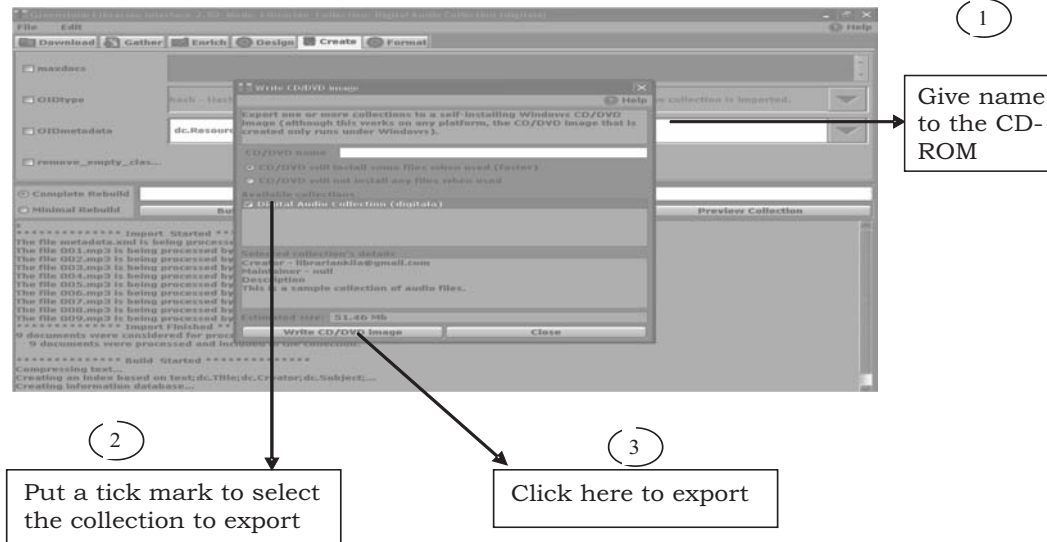 Greenstone Librarian Interface 2.83 Mode: Librarian Collection: Digital Audio Collection (digitala)
File Edit
Help
Download Gather Enrich Design Create Format
maxdocs
OIDtype
hash - Hash
collection is imported.
OIDmetadata
dc.Resource
remove_empty_clas...
Complete Rebuild
Minimal Rebuild
Preview Collection
************** Import Started **
The file metadata.xml is being processe
The file 001.mp3 is being processed by
The file 002.mp3 is being processed by
The file 003.mp3 is being processed by
The file 004.mp3 is being processed by
The file 005.mp3 is being processed by
The file 006.mp3 is being processed by
The file 007.mp3 is being processed by
The file 008.mp3 is being processed by
The file 009.mp3 is being processed by
************** Import Finished **
9 documents were considered for proc
9 documents were processed and included in the collection.
************** Build Started **************
Compressing text...
Creating an index based on text;dc.Title;dc.Creator;dc.Subject;...
Creating information database...
Write CD/DVD image
Help
Export one or more collections to a self-installing Windows CD/DVD
image (although this works on any platform, the CD/DVD image that is
created only runs under Windows).
CD/DVD name
CD/DVD will install some files when used (faster)
CD/DVD will not install any files when used
Available collections
Digital Audio Collection (digitala)
Selected collection's details
Creator - librariankila@gmail.com
Maintainer - null
Description
This is a sample collection of audio files.
Estimated size: 51.46 Mb
Write CD/DVD image Close
1
Give name
to the CD-
ROM
2
Put a tick mark to select
the collection to export
3
Click here to export